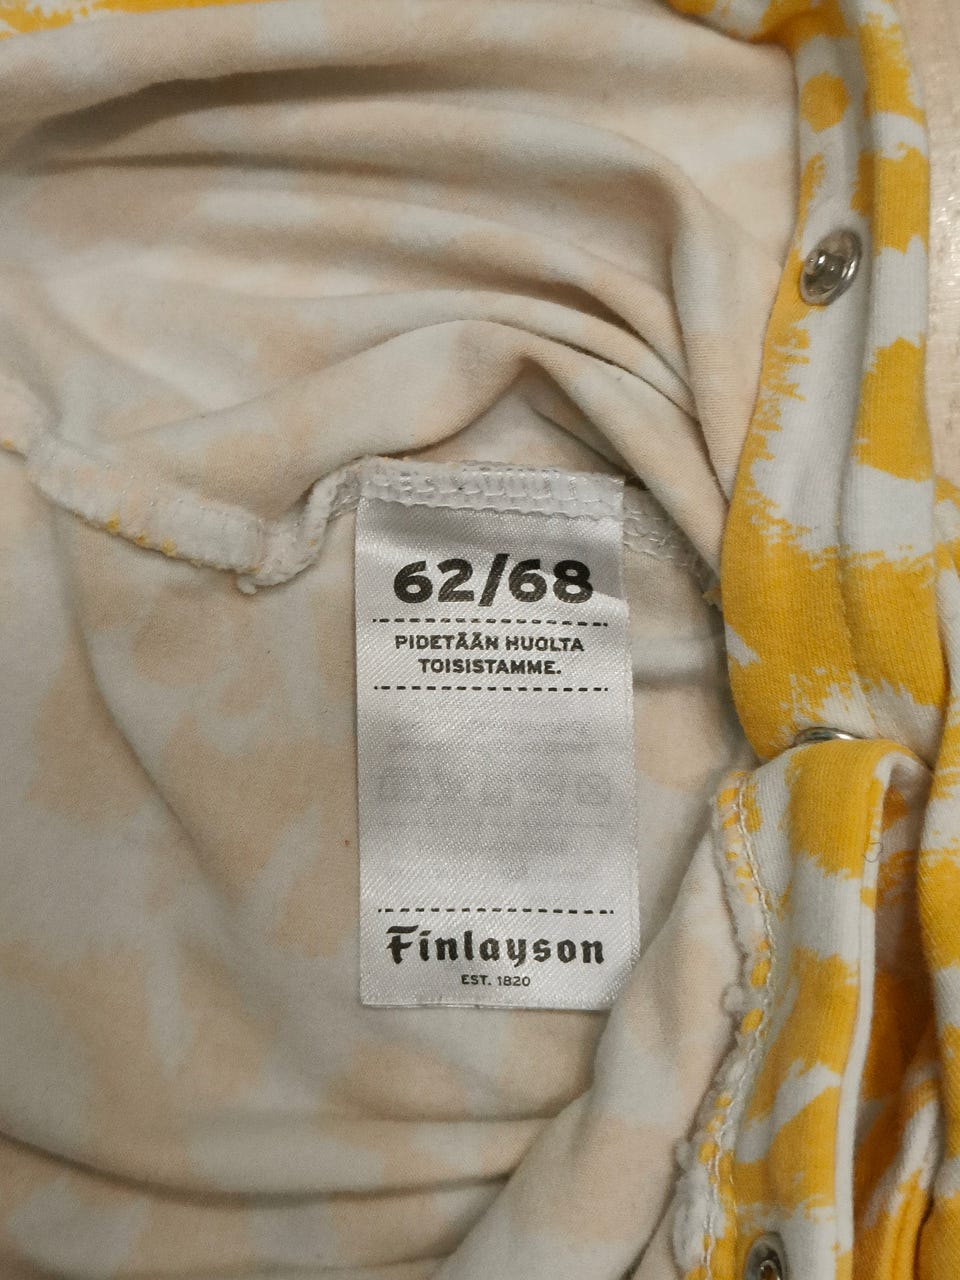 62/68
PIDETÄÄN HUOLTA
TOISISTAMME.
Finlayson
EST. 1820